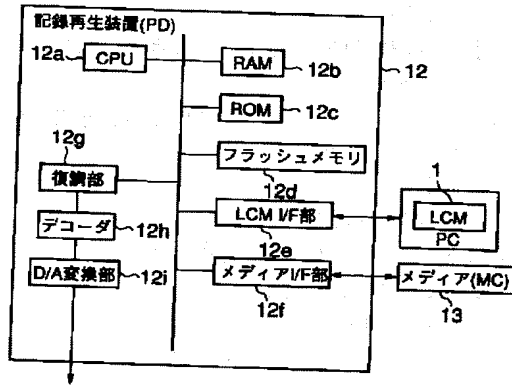 記録再生装置(PD)
12a
CPU
RAM
12b
12
ROM
12c
12g
復調部
フラッシュメモリ
12d
1
デコーダ
12h
LCM I/F部
12e
LCM
PC
D/A変換部
12i
メディアI/F部
12f
メディア(MC)
13